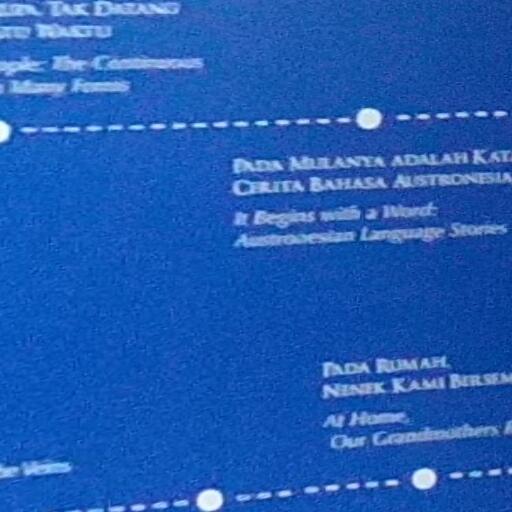 TAK DATANG
WAKTU
The Continuous
Many Forms
PADA MULANYA ADALAH KATA
CERITA BAHASA AUSTRONESIA
It Begins with a Word:
Austronesian Language Stories
PADA RUMAH,
NENEK KAMI BERSEM
At Home,
Our Grandmothers